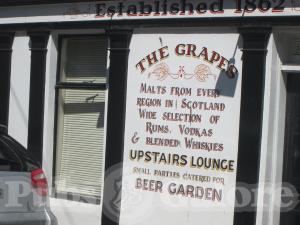 Established 1862
THE GRAPES
MALTS FROM EVERY
REGION IN SCOTLAND
WIDE SELECTION OF
RUMS, VODKAS
& BLENDED WHISKIES
UPSTAIRS LOUNGE
SMALL PARTIES CATERED FOR
BEER GARDEN
Pubs Galore